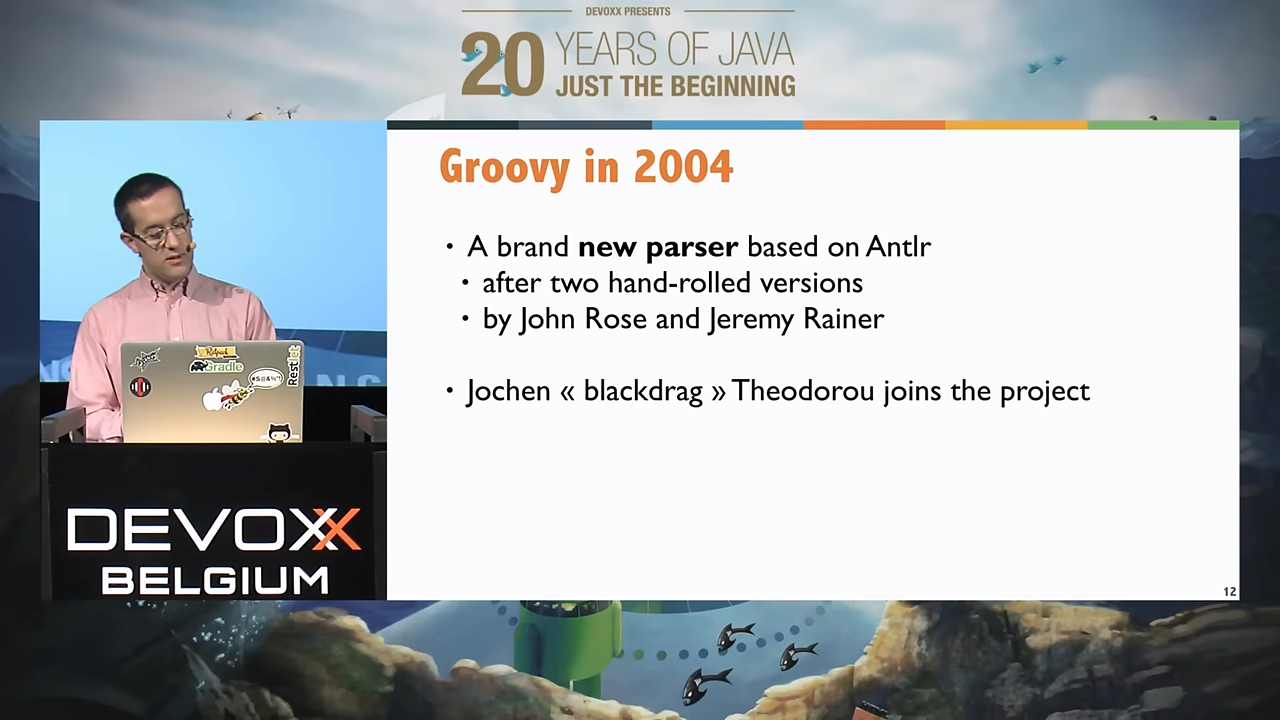 DEVOXX PRESENTS
20 YEARS OF JAVA
JUST THE BEGINNING
Groovy in 2004
• A brand new parser based on Antlr
• after two hand-rolled versions
• by John Rose and Jeremy Rainer
• Jochen « blackdrag » Theodorou joins the project
12
Ratpack
Gradle
Restlet
#$@&%*!
DEVOXX
BELGIUM